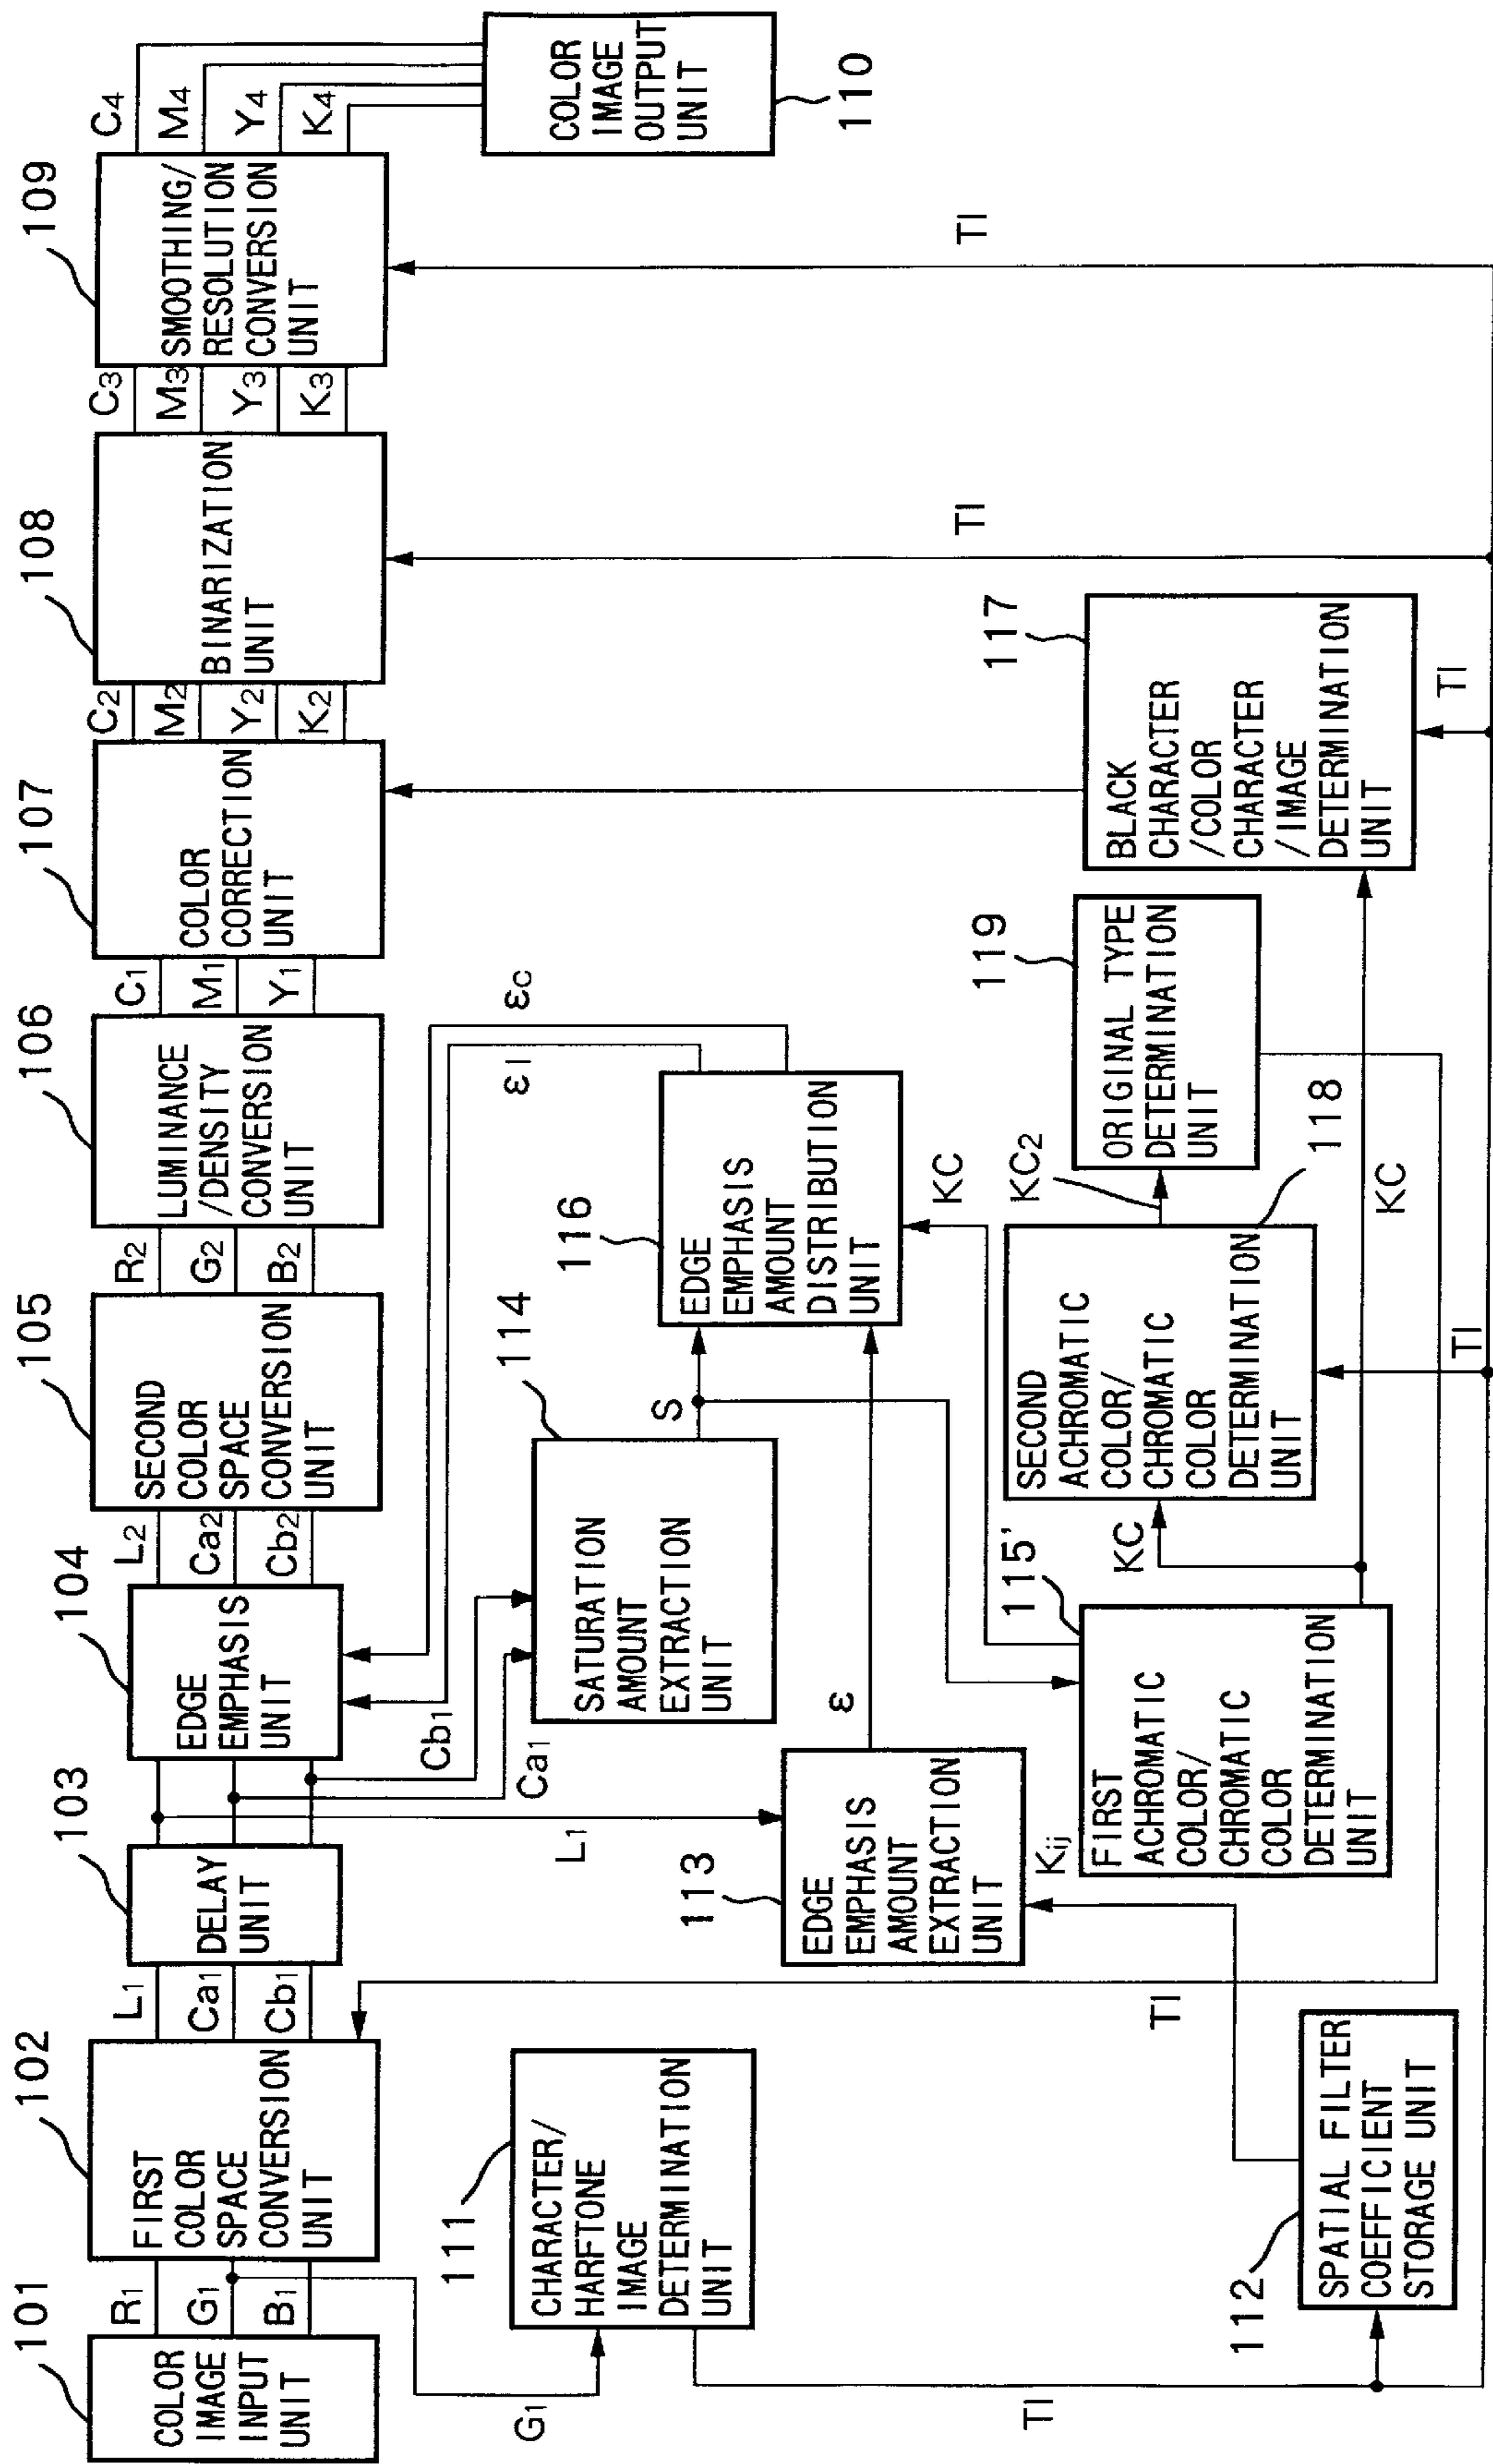 101
COLOR
IMAGE
INPUT
UNIT
R1
G1
B1
102
FIRST
COLOR
SPACE
CONVERSION
UNIT
L1
Ca1
Cb1
103
DELAY
UNIT
104
EDGE
EMPHASIS
UNIT
L2
Ca2
Cb2
105
SECOND
COLOR
SPACE
CONVERSION
UNIT
R2
G2
B2
106
LUMINANCE
/DENSITY
CONVERSION
UNIT
C1
M1
Y1
107
COLOR
CORRECTION
UNIT
C2
M2
Y2
K2
108
BINARIZATION
UNIT
C3
M3
Y3
K3
109
SMOOTHING/
RESOLUTION
CONVERSION
UNIT
C4
M4
Y4
K4
COLOR
IMAGE
OUTPUT
UNIT
110
G1
111
CHARACTER/
HARFTONE
IMAGE
DETERMINATION
UNIT
TI
L1
Ca1
Cb1
SATURATION
AMOUNT
EXTRACTION
UNIT
114
S
εl
εc
116
EDGE
EMPHASIS
AMOUNT
DISTRIBUTION
UNIT
KC
113
EDGE
EMPHASIS
AMOUNT
EXTRACTION
UNIT
ε
Kij
TI
112
SPATIAL FILTER
COEFFICIENT
STORAGE UNIT
FIRST
ACHROMATIC
COLOR/
CHROMATIC
COLOR
DETERMINATION
UNIT
115'
KC
SECOND
ACHROMATIC
COLOR/
CHROMATIC
COLOR
DETERMINATION
UNIT
118
KC2
TI
ORIGINAL TYPE
DETERMINATION
UNIT
119
KC
BLACK
CHARACTER
/COLOR
CHARACTER
/IMAGE
DETERMINATION
UNIT
117
TI
TI
TI